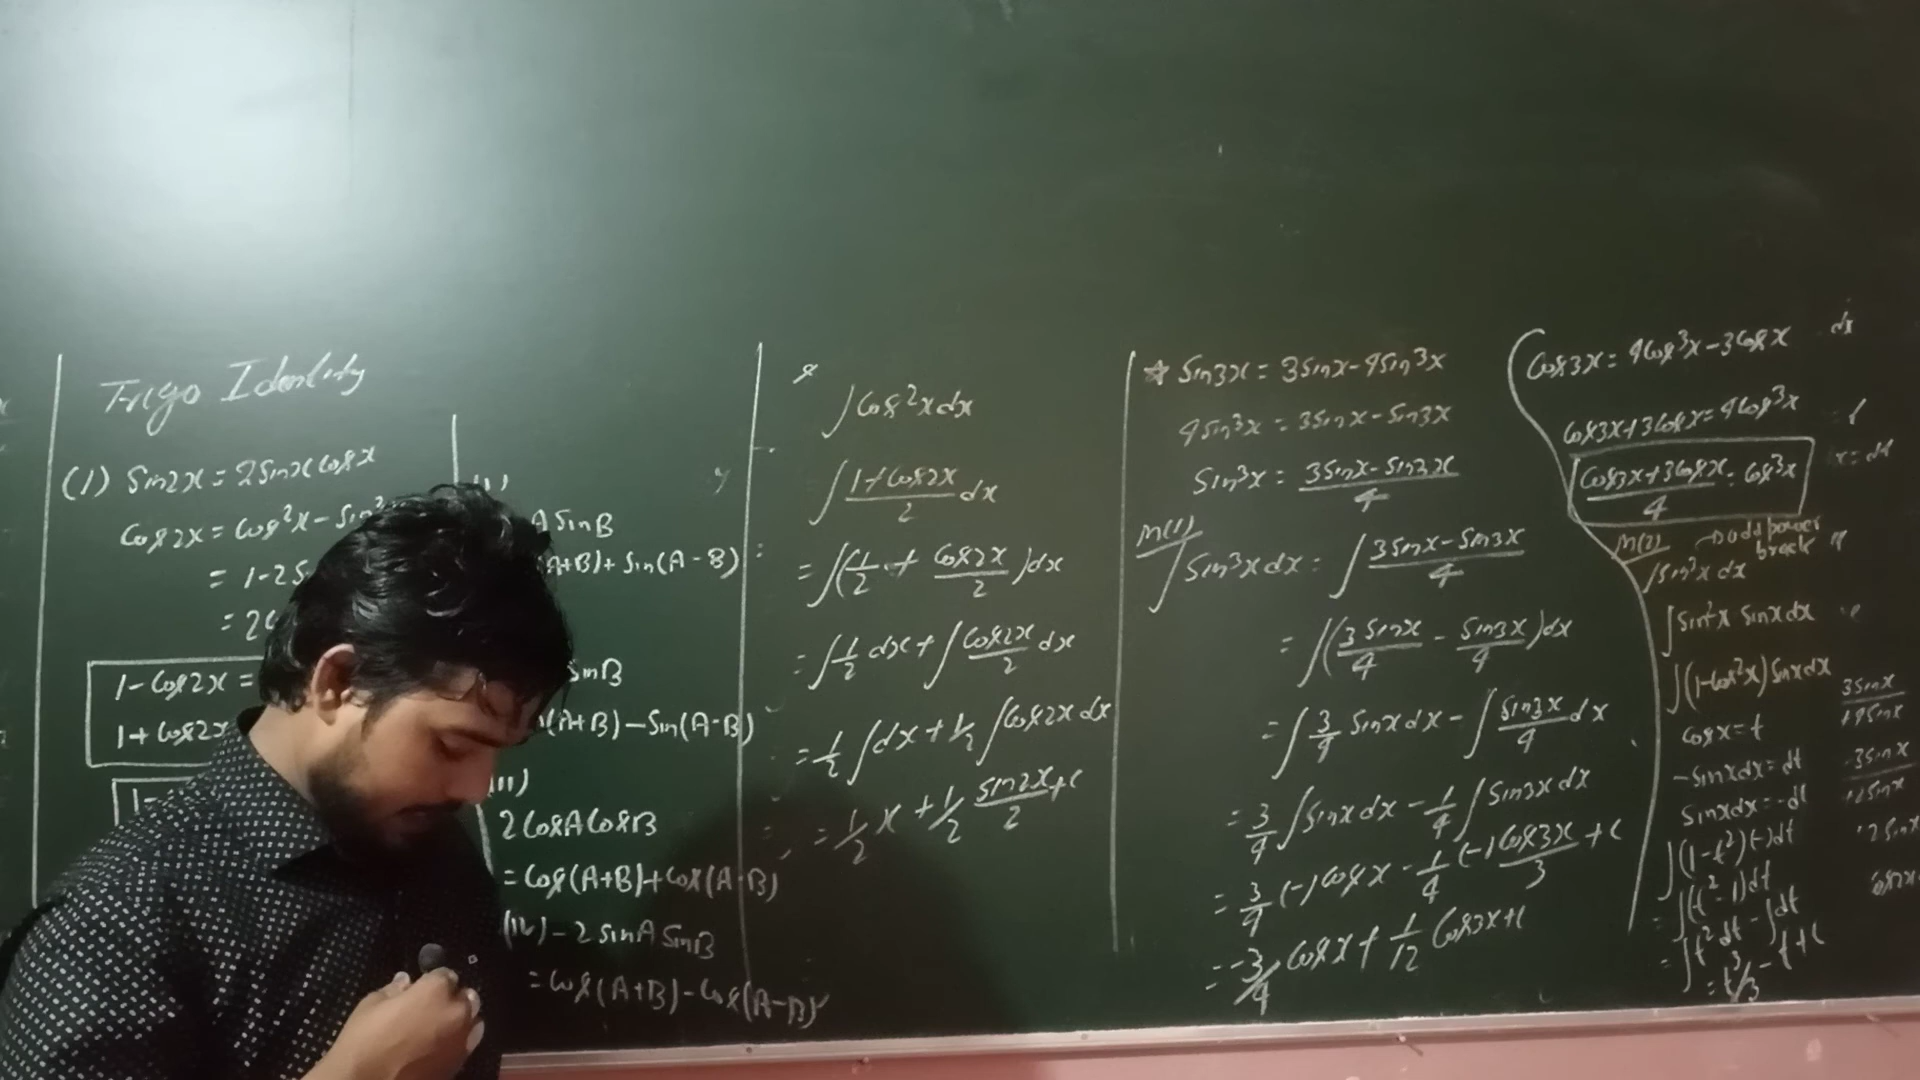 Trigo Identity
(1) Sin2x = 2sinx cosx
Cos2x = Cos²x - Sin²
= 1-2s
= 2c
1-Cos2x =
1+Cos2x
A SinB
(A+B) + Sin(A-B)
SinB
(A+B) - Sin(A-B)
2CosA CosB
= Cos(A+B) + Cos(A-B)
(iv) - 2 sinA SinB
= Cos(A+B) - Cos(A-B)
∫ Cos²x dx
∫ (1+Cos2x)/2 dx
= ∫(1/2 + Cos2x/2)dx
= ∫ 1/2 dx + ∫ Cos2x/2 dx
= 1/2 ∫dx + 1/2 ∫Cos2x dx
= 1/2 x + 1/2 sin2x/2 + c
☆ Sin3x = 3sinx - 4sin³x
4sin³x = 3sinx - sin3x
Sin³x = (3sinx - sin3x)/4
M(1)
∫Sin³x dx = ∫ (3sinx - sin3x)/4
= ∫(3 sinx/4 - sin3x/4)dx
= ∫ 3/4 sinx dx - ∫ sin3x/4 dx
= 3/4 ∫sinx dx - 1/4 ∫ Sin3x dx
= 3/4 (-) cosx - 1/4 (-) cos3x/3 + c
= -3/4 cosx + 1/12 Cos3x + c
Cos3x = 4Cos³x - 3Cosx
Cos3x + 3Cosx = 4Cos³x
(Cos3x + 3Cosx)/4 = Cos³x
M(2) → odd power break
∫sin³x dx
∫sin²x sinx dx
∫(1-cos²x) sinx dx
cosx = t
-sinx dx = dt
sinx dx = -dt
∫(1-t²)(-)dt
= ∫(t²-1)dt
= ∫t² dt - ∫dt
= t³/3 - t + c